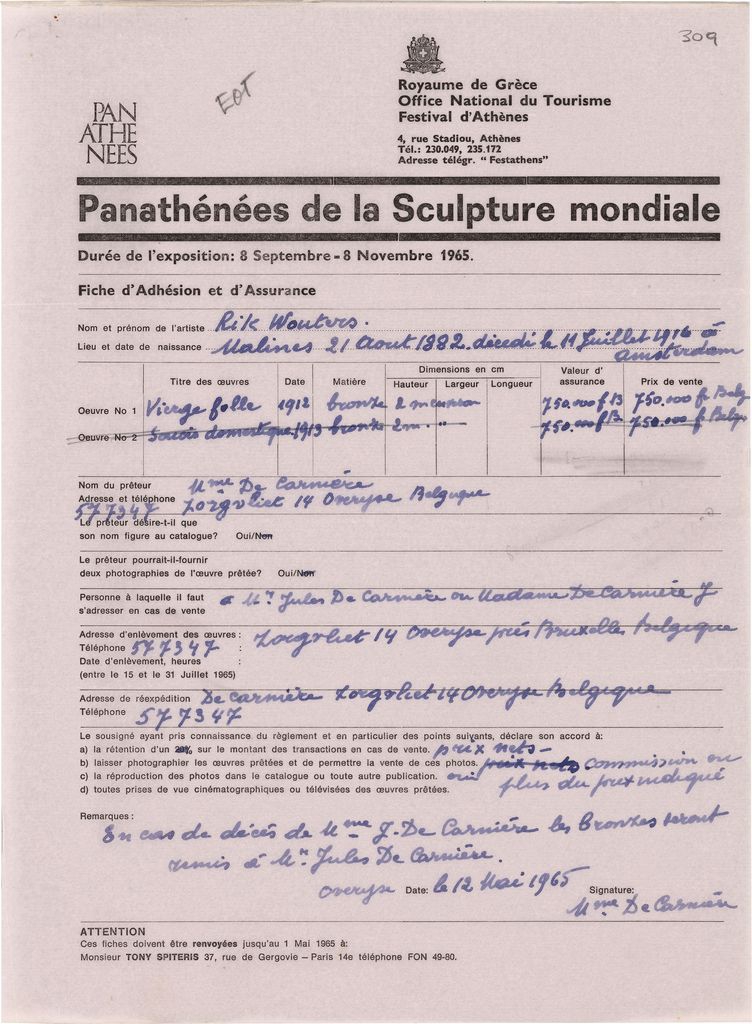 309
EOT
PAN
ATHE
NEES
Royaume de Grèce
Office National du Tourisme
Festival d'Athènes
4, rue Stadiou, Athènes
Tél.: 230.049, 235.172
Adresse télégr. “ Festathens”
Panathénées de la Sculpture mondiale
Durée de l'exposition: 8 Septembre - 8 Novembre 1965.
Fiche d'Adhésion et d'Assurance
Nom et prénom de l'artiste Rik Wouters.
Lieu et date de naissance Malines 21 Aout 1882. décédé le 11 Juillet 1916 à
Amsterdam
Titre des œuvres Date Matière Dimensions en cm Valeur d'
Hauteur Largeur Longueur assurance Prix de vente
Oeuvre No 1 Vierge folle 1912 bronze 2 m environ 750.000 f B 750.000 fr Belg
Oeuvre No 2 Soucis domestique 1913 bronze 2 m. " 750.000 f B. 750.000 fr Belge
Nom du prêteur Mme De Carnière
Adresse et téléphone Zorgvliet 14 Overyse Belgique
577347
Le prêteur désire-t-il que
son nom figure au catalogue? Oui/Non
Le prêteur pourrait-il-fournir
deux photographies de l'œuvre prêtée? Oui/Non
Personne à laquelle il faut
s'adresser en cas de vente à Mr. Jules De Carnière ou Madame De Carnière J
Adresse d'enlèvement des œuvres : Zorgvliet 14 Overyse près Bruxelles Belgique
Téléphone 577347 :
Date d'enlèvement, heures :
(entre le 15 et le 31 Juillet 1965)
Adresse de réexpédition De Carnière Zorgvliet 14 Overyse Belgique
Téléphone 577347
Le sousigné ayant pris connaissance du règlement et en particulier des points suivants, déclare son accord à:
a) la rétention d'un 20% sur le montant des transactions en cas de vente. prix nets -
b) laisser photographier les œuvres prêtées et de permettre la vente de ces photos. prix nets commission en
c) la réproduction des photos dans le catalogue ou toute autre publication. oui plus du prix indiqué
d) toutes prises de vue cinématographiques ou télévisées des œuvres prêtées.
Remarques :
En cas de décés de Mme J. De Carnière les bronzes seront
remis à Mr. Jules De Carnière.
Overyse Date: le 12 Mai 1965 Signature:
Mme De Carnière
ATTENTION
Ces fiches doivent être renvoyées jusqu'au 1 Mai 1965 à:
Monsieur TONY SPITERIS 37, rue de Gergovie – Paris 14e téléphone FON 49-80.